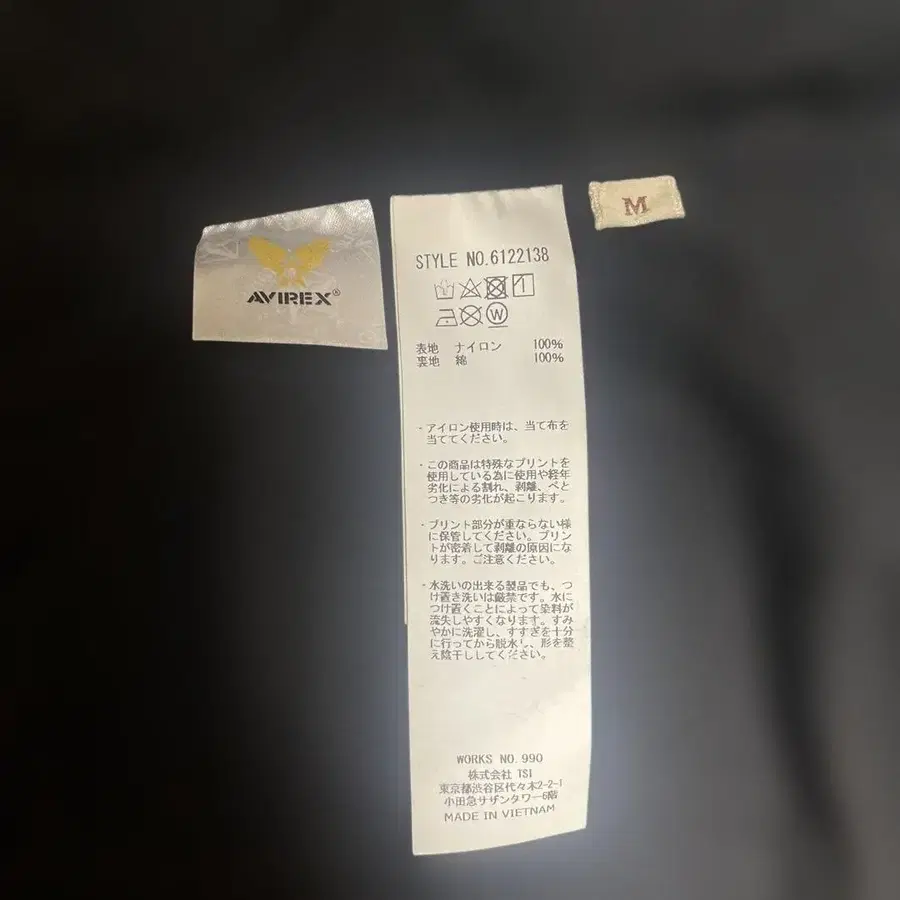 AVIREX®
M
STYLE NO.6122138
W
表地 ナイロン 100%
裏地 綿 100%
・アイロン使用時は、当て布を
当ててください。
・この商品は特殊なプリントを
使用している為に使用や経年
劣化による割れ、剥離、べと
つき等の劣化が起こります。
・プリント部分が重ならない様
に保管してください。プリン
トが密着して剥離の原因にな
ります。ご注意ください。
・水洗いの出来る製品でも、つ
け置き洗いは厳禁です。水に
つけ置くことによって染料が
流失しやすくなります。すみ
やかに洗濯し、すすぎを十分
に行ってから脱水し、形を整
え陰干ししてください。
WORKS NO.990
株式会社 TSI
東京都渋谷区代々木2-2-1
小田急サザンタワー6階
MADE IN VIETNAM